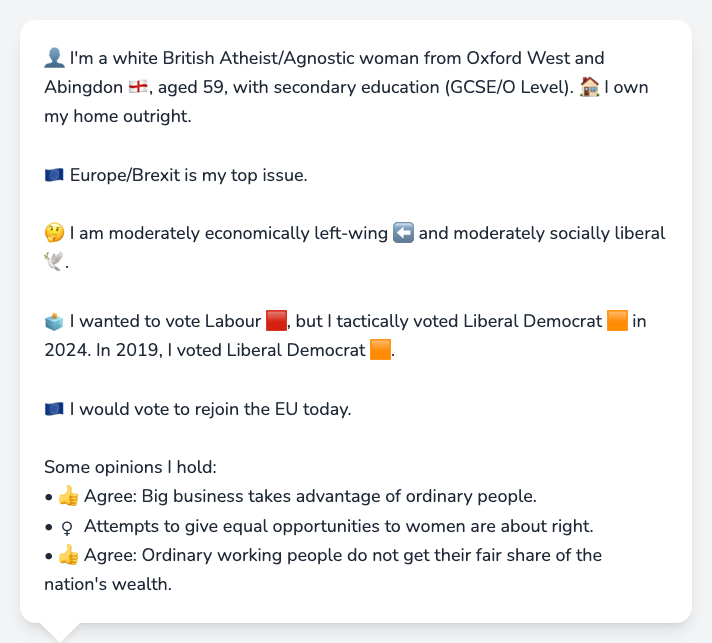 👤 I'm a white British Atheist/Agnostic woman from Oxford West and
Abingdon 🏴󠁧󠁢󠁥󠁮󠁧󠁿, aged 59, with secondary education (GCSE/O Level). 🏠 I own
my home outright.
🇪🇺 Europe/Brexit is my top issue.
🤔 I am moderately economically left-wing ⬅️ and moderately socially liberal
🕊️.
🗳️ I wanted to vote Labour 🟥, but I tactically voted Liberal Democrat 🟧 in
2024. In 2019, I voted Liberal Democrat 🟧.
🇪🇺 I would vote to rejoin the EU today.
Some opinions I hold:
• 👍 Agree: Big business takes advantage of ordinary people.
• ♀ Attempts to give equal opportunities to women are about right.
• 👍 Agree: Ordinary working people do not get their fair share of the
nation's wealth.